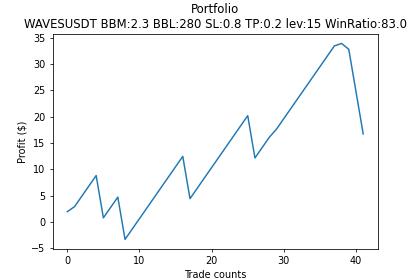 Portfolio
WAVESUSDT BBM:2.3 BBL:280 SL:0.8 TP:0.2 lev:15 WinRatio:83.0
35
30
25
20
15
10
5
0
−5
Profit ($)
0 10 20 30 40
Trade counts